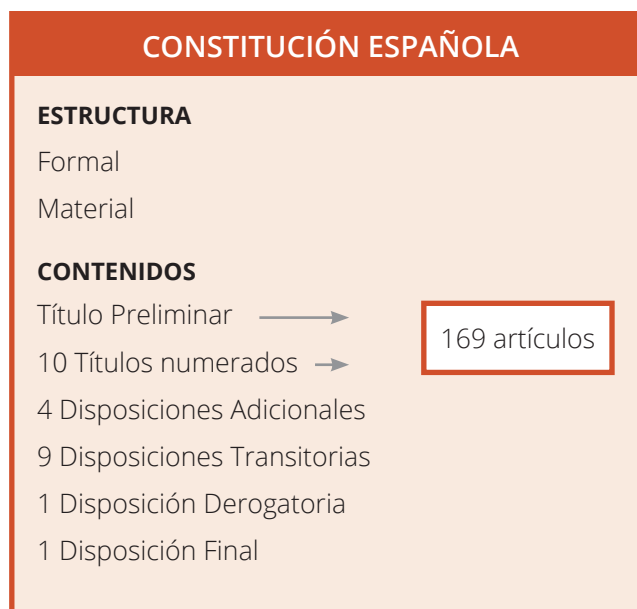 CONSTITUCIÓN ESPAÑOLA
ESTRUCTURA
Formal
Material
CONTENIDOS
Título Preliminar
169 artículos
10 Títulos numerados
4 Disposiciones Adicionales
9 Disposiciones Transitorias
1 Disposición Derogatoria
1 Disposición Final